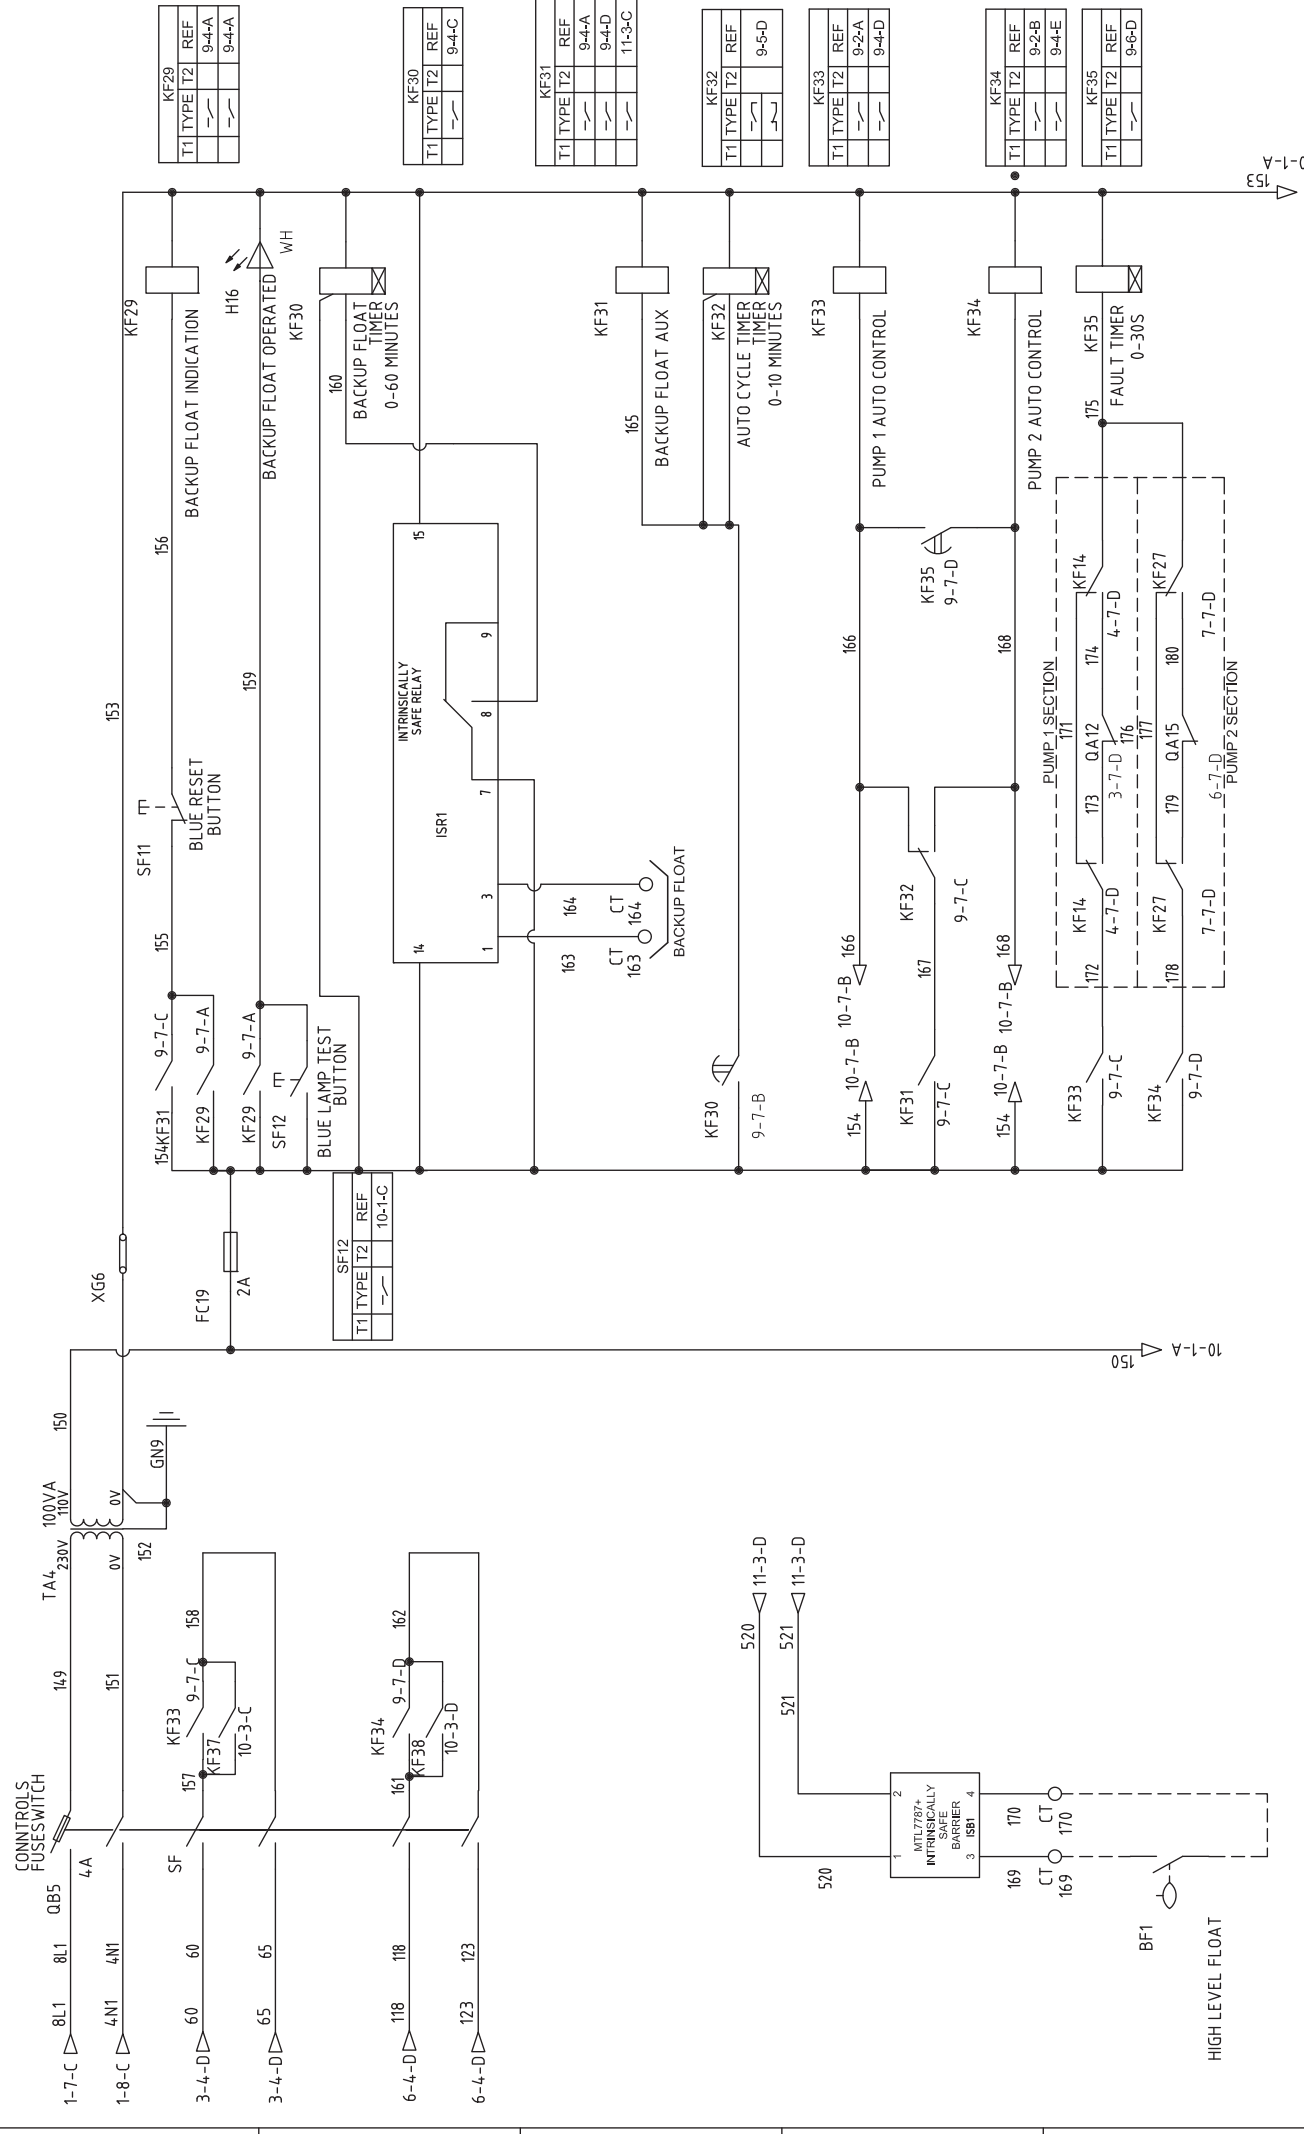 KF29
T1 TYPE T2 REF
9-4-A
9-4-A
KF30
T1 TYPE T2 REF
9-4-C
KF31
T1 TYPE T2 REF
9-4-A
9-4-D
11-3-C
KF32
T1 TYPE T2 REF
9-5-D
KF33
T1 TYPE T2 REF
9-2-A
9-4-D
KF34
T1 TYPE T2 REF
9-2-B
9-4-E
KF35
T1 TYPE T2 REF
9-6-D
153
KF29
BACKUP FLOAT INDICATION
156
SF11
BLUE RESET
BUTTON
155
9-7-C
154
KF31
9-7-A
KF29
153
H16
WH
BACKUP FLOAT OPERATED
159
9-7-A
KF29
SF12
BLUE LAMP TEST
BUTTON
KF30
160
BACKUP FLOAT
TIMER
0-60 MINUTES
15
INTRINSICALLY
SAFE RELAY
9
8
7
ISR1
14
3
1
164
163
CT
164
CT
163
BACKUP FLOAT
KF31
165
BACKUP FLOAT AUX
KF32
AUTO CYCLE TIMER
TIMER
0-10 MINUTES
KF30
9-7-B
KF33
PUMP 1 AUTO CONTROL
166
KF35
9-7-D
KF34
PUMP 2 AUTO CONTROL
168
KF32
9-7-C
167
166
10-7-B
154
10-7-B
KF31
9-7-C
168
10-7-B
154
10-7-B
KF35
FAULT TIMER
0-30S
175
PUMP 1 SECTION
KF14
4-7-D
174
171
QA12
3-7-D
173
KF14
4-7-D
172
KF33
9-7-C
176
177
KF27
7-7-D
180
QA15
6-7-D
179
KF27
7-7-D
178
KF34
9-7-D
PUMP 2 SECTION
XG6
FC19
2A
SF12
T1 TYPE T2 REF
10-1-C
150
10-1-A
TA4
100VA
230V
110V
0V
0V
150
152
GN9
CONNTROLS
FUSESWITCH
QB5
4A
149
151
1-7-C
8L1
8L1
1-8-C
4N1
4N1
SF
3-4-D
60
60
157
KF33
9-7-C
158
KF37
10-3-C
3-4-D
65
65
6-4-D
118
118
161
KF34
9-7-D
162
KF38
10-3-D
6-4-D
123
123
520
11-3-D
521
11-3-D
520
521
1
2
MTL7787+
INTRINSICALLY
SAFE
BARRIER
ISB1
3
4
169
170
CT
169
CT
170
BF1
HIGH LEVEL FLOAT